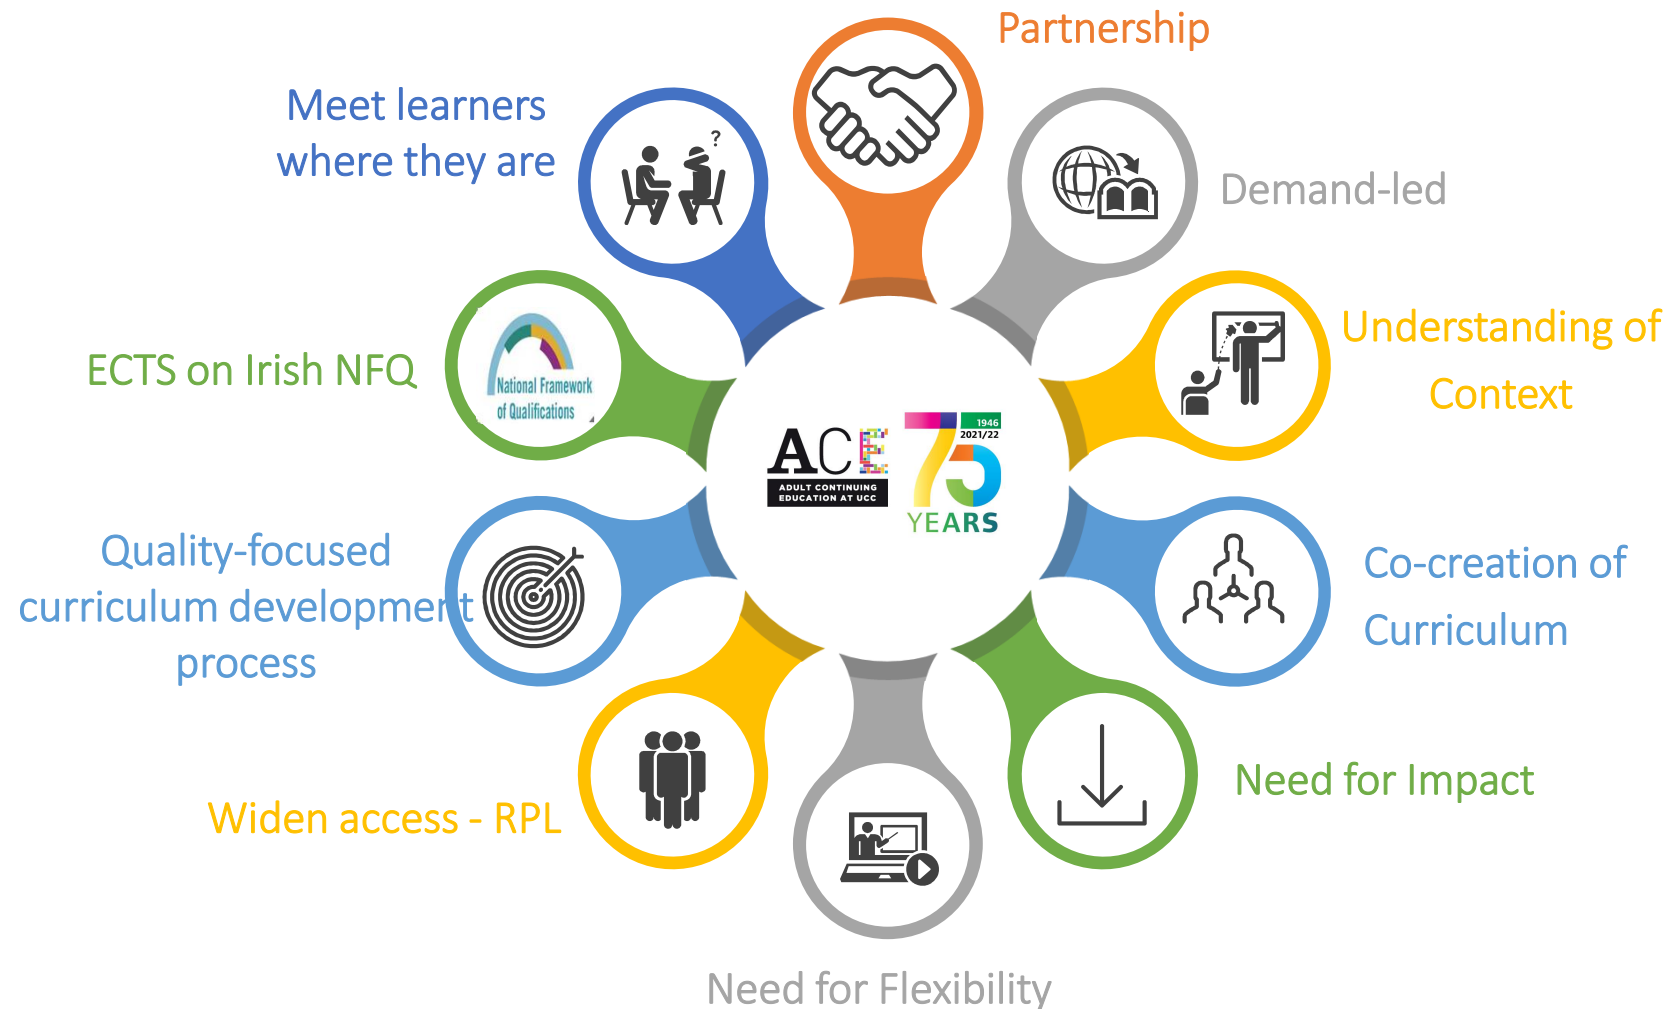 Partnership
Meet learners
where they are
?
Demand-led
Understanding of
Context
ECTS on Irish NFQ
National Framework
of Qualifications
ACE
ADULT CONTINUING
EDUCATION AT UCC
1946
2021/22
75
YEARS
Quality-focused
curriculum development
process
Co-creation of
Curriculum
Need for Impact
Widen access - RPL
Need for Flexibility